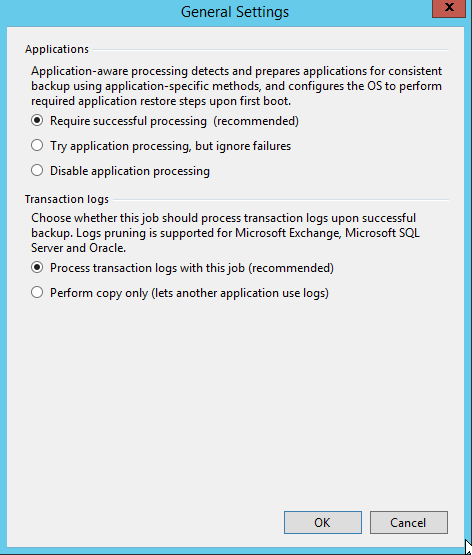 General Settings
x
Applications
Application-aware processing detects and prepares applications for consistent
backup using application-specific methods, and configures the OS to perform
required application restore steps upon first boot.
Require successful processing (recommended)
Try application processing, but ignore failures
Disable application processing
Transaction logs
Choose whether this job should process transaction logs upon successful
backup. Logs pruning is supported for Microsoft Exchange, Microsoft SQL
Server and Oracle.
Process transaction logs with this job (recommended)
Perform copy only (lets another application use logs)
OK Cancel